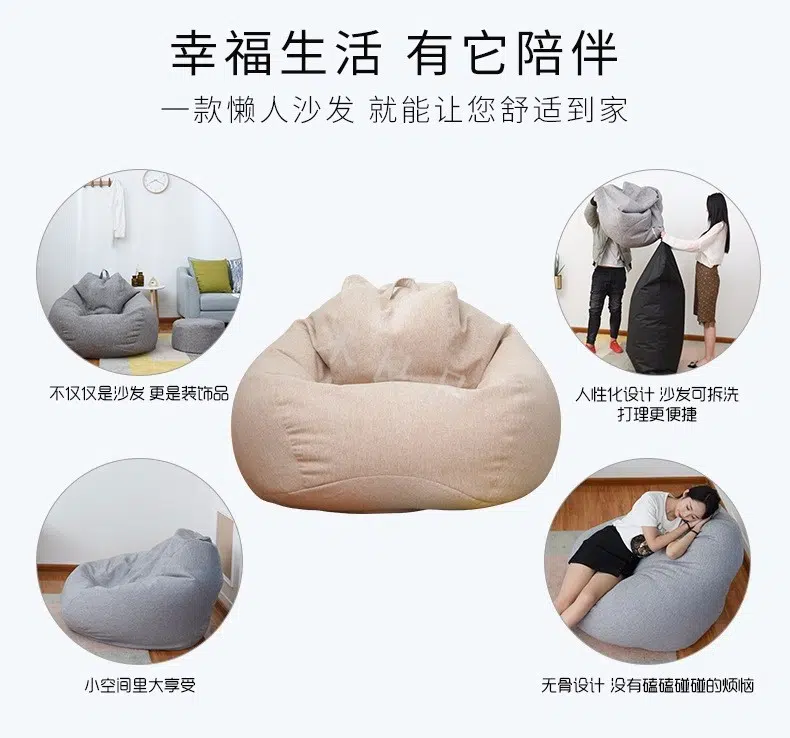 幸福生活 有它陪伴
一款懒人沙发 就能让您舒适到家
不仅仅是沙发 更是装饰品
人性化设计 沙发可拆洗
打理更便捷
小空间里大享受
无骨设计 没有磕磕碰碰的烦恼